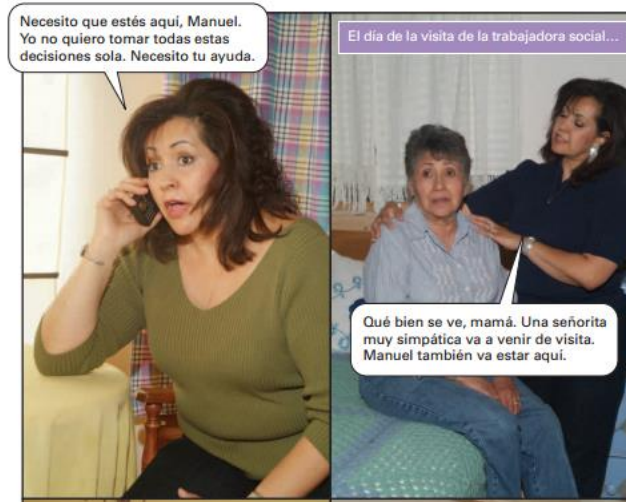 Necesito que estés aquí, Manuel.
Yo no quiero tomar todas estas
decisiones sola. Necesito tu ayuda.
El día de la visita de la trabajadora social...
Qué bien se ve, mamá. Una señorita
muy simpática va a venir de visita.
Manuel también va estar aquí.